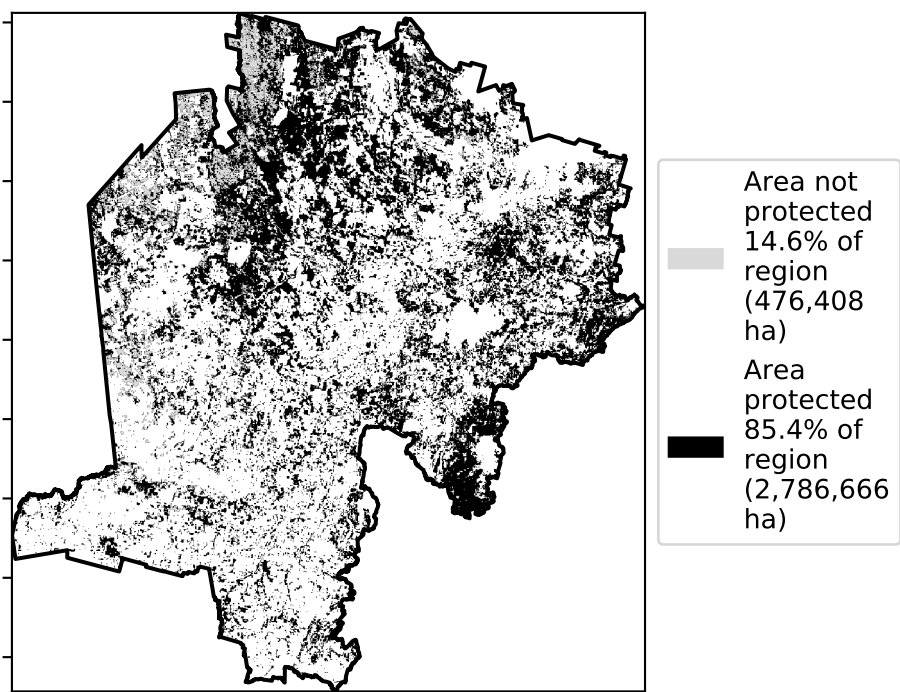 Area not
protected
14.6% of
region
(476,408
ha)
Area
protected
85.4% of
region
(2,786,666
ha)